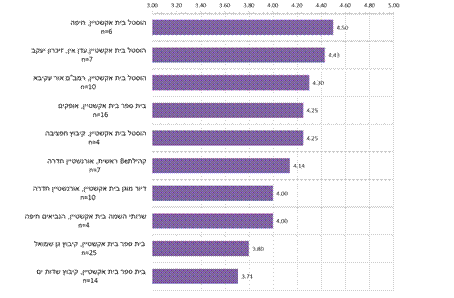 3.00 3.20 3.40 3.60 3.80 4.00 4.20 4.40 4.60 4.80 5.00
הוסטל בית אקשטיין, חיפה
n=6
4.50
הוסטל בית אקשטיין, עדן אין, זיכרון יעקב
n=7
4.43
הוסטל בית אקשטיין, רמב"ם אור עקיבא
n=10
4.30
בית ספר בית אקשטיין, אופקים
n=16
4.25
הוסטל בית אקשטיין, קיבוץ חפציבה
n=4
4.25
קהילתBe ראשית, אורנשטיין חדרה
n=7
4.14
דיור מוגן בית אקשטיין, אורנשטיין חדרה
n=10
4.00
שרותי השמה בית אקשטיין, הנביאים חיפה
n=4
4.00
בית ספר בית אקשטיין, קיבוץ גן שמואל
n=25
3.80
בית ספר בית אקשטיין, קיבוץ שדות ים
n=14
3.71